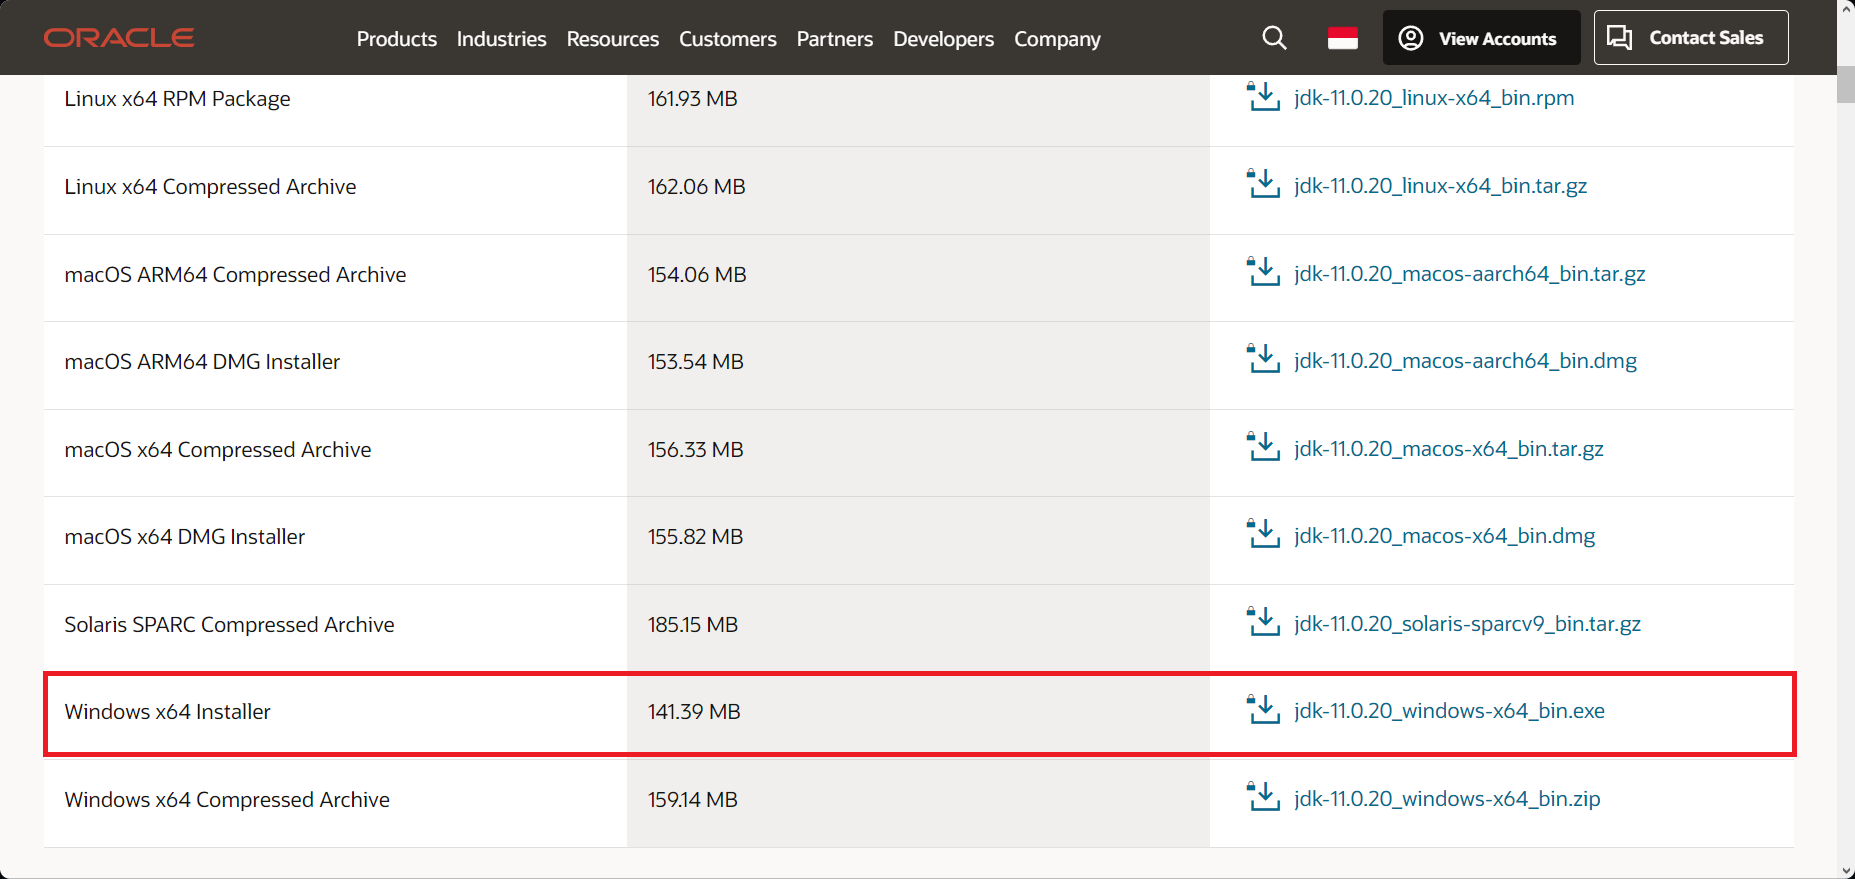 ORACLE Products Industries Resources Customers Partners Developers Company View Accounts Contact Sales
Linux x64 RPM Package 161.93 MB jdk-11.0.20_linux-x64_bin.rpm
Linux x64 Compressed Archive 162.06 MB jdk-11.0.20_linux-x64_bin.tar.gz
macOS ARM64 Compressed Archive 154.06 MB jdk-11.0.20_macos-aarch64_bin.tar.gz
macOS ARM64 DMG Installer 153.54 MB jdk-11.0.20_macos-aarch64_bin.dmg
macOS x64 Compressed Archive 156.33 MB jdk-11.0.20_macos-x64_bin.tar.gz
macOS x64 DMG Installer 155.82 MB jdk-11.0.20_macos-x64_bin.dmg
Solaris SPARC Compressed Archive 185.15 MB jdk-11.0.20_solaris-sparcv9_bin.tar.gz
Windows x64 Installer 141.39 MB jdk-11.0.20_windows-x64_bin.exe
Windows x64 Compressed Archive 159.14 MB jdk-11.0.20_windows-x64_bin.zip